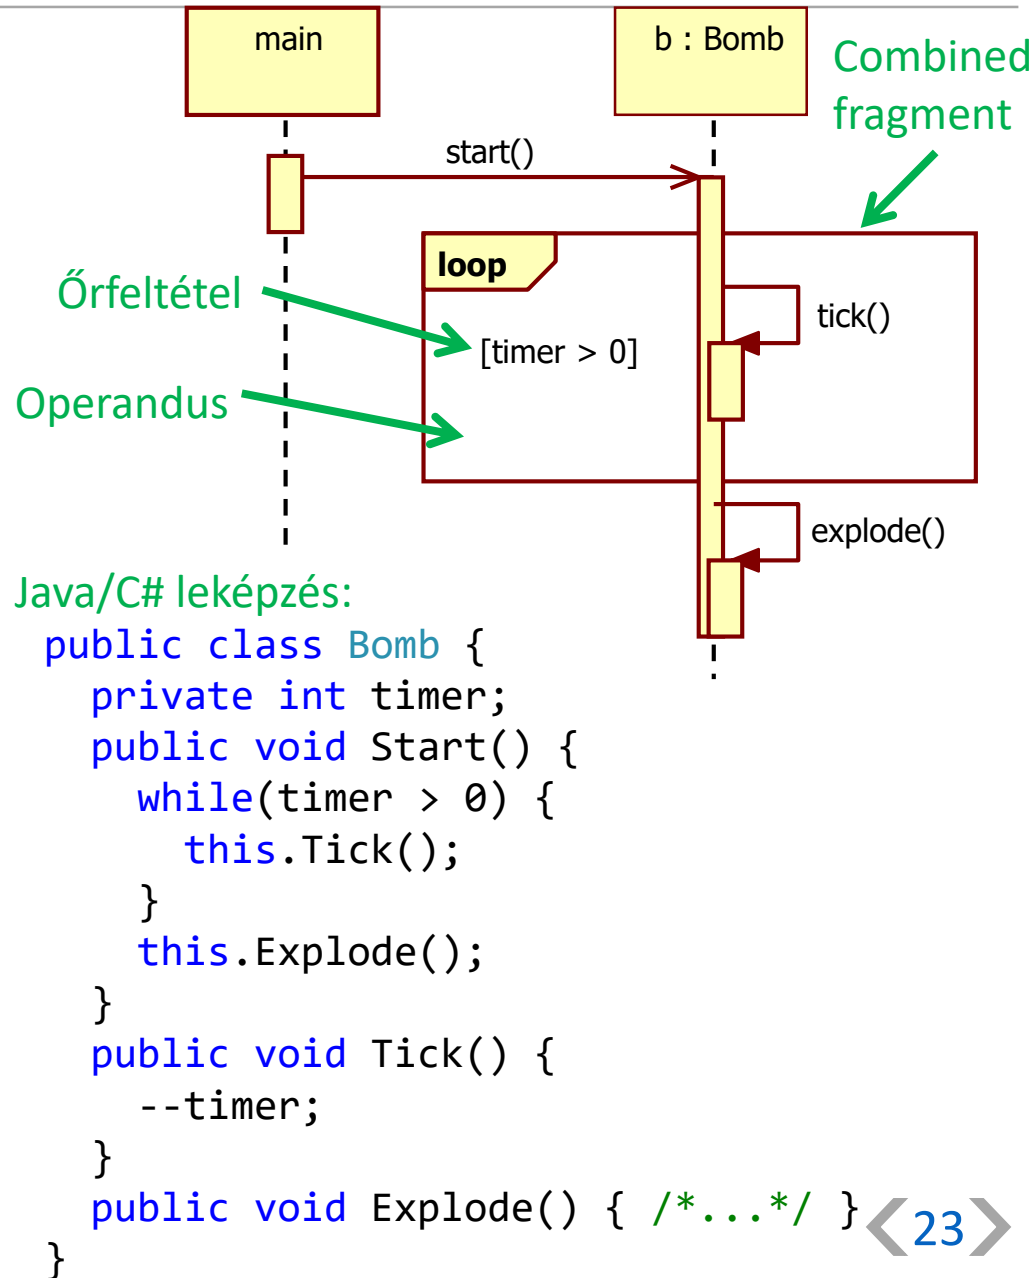 main
b : Bomb
Combined
fragment
start()
loop
Őrfeltétel
tick()
[timer > 0]
Operandus
explode()
Java/C# leképzés:
public class Bomb {
private int timer;
public void Start() {
while(timer > 0) {
this.Tick();
}
this.Explode();
}
public void Tick() {
--timer;
}
public void Explode() { /*...*/ }
23
}